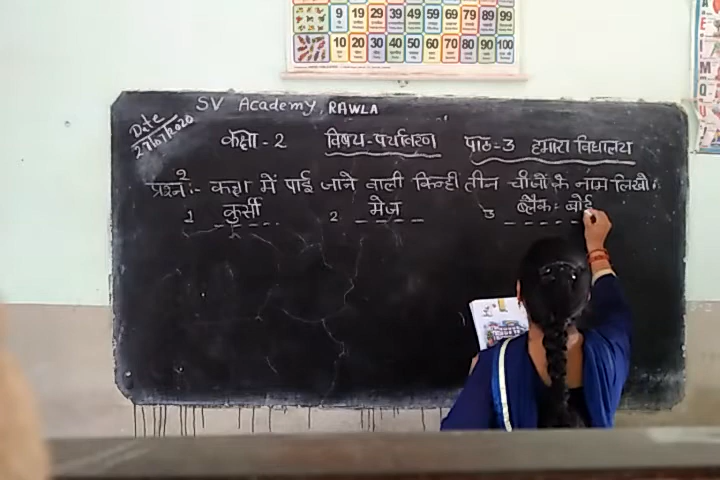 9 19 29 39 49 59 69 79 89 99
10 20 30 40 50 60 70 80 90 100
SV Academy, RAWLA
Date
27/07/2020
कक्षा - 2 विषय - पर्यावरण पाठ - 3 हमारा विद्यालय
प्रश्न 2 :- कक्षा में पाई जाने वाली किन्हीं तीन चीजों के नाम लिखो।
1 कुर्सी 2 मेज 3 ब्लैक - बोर्ड